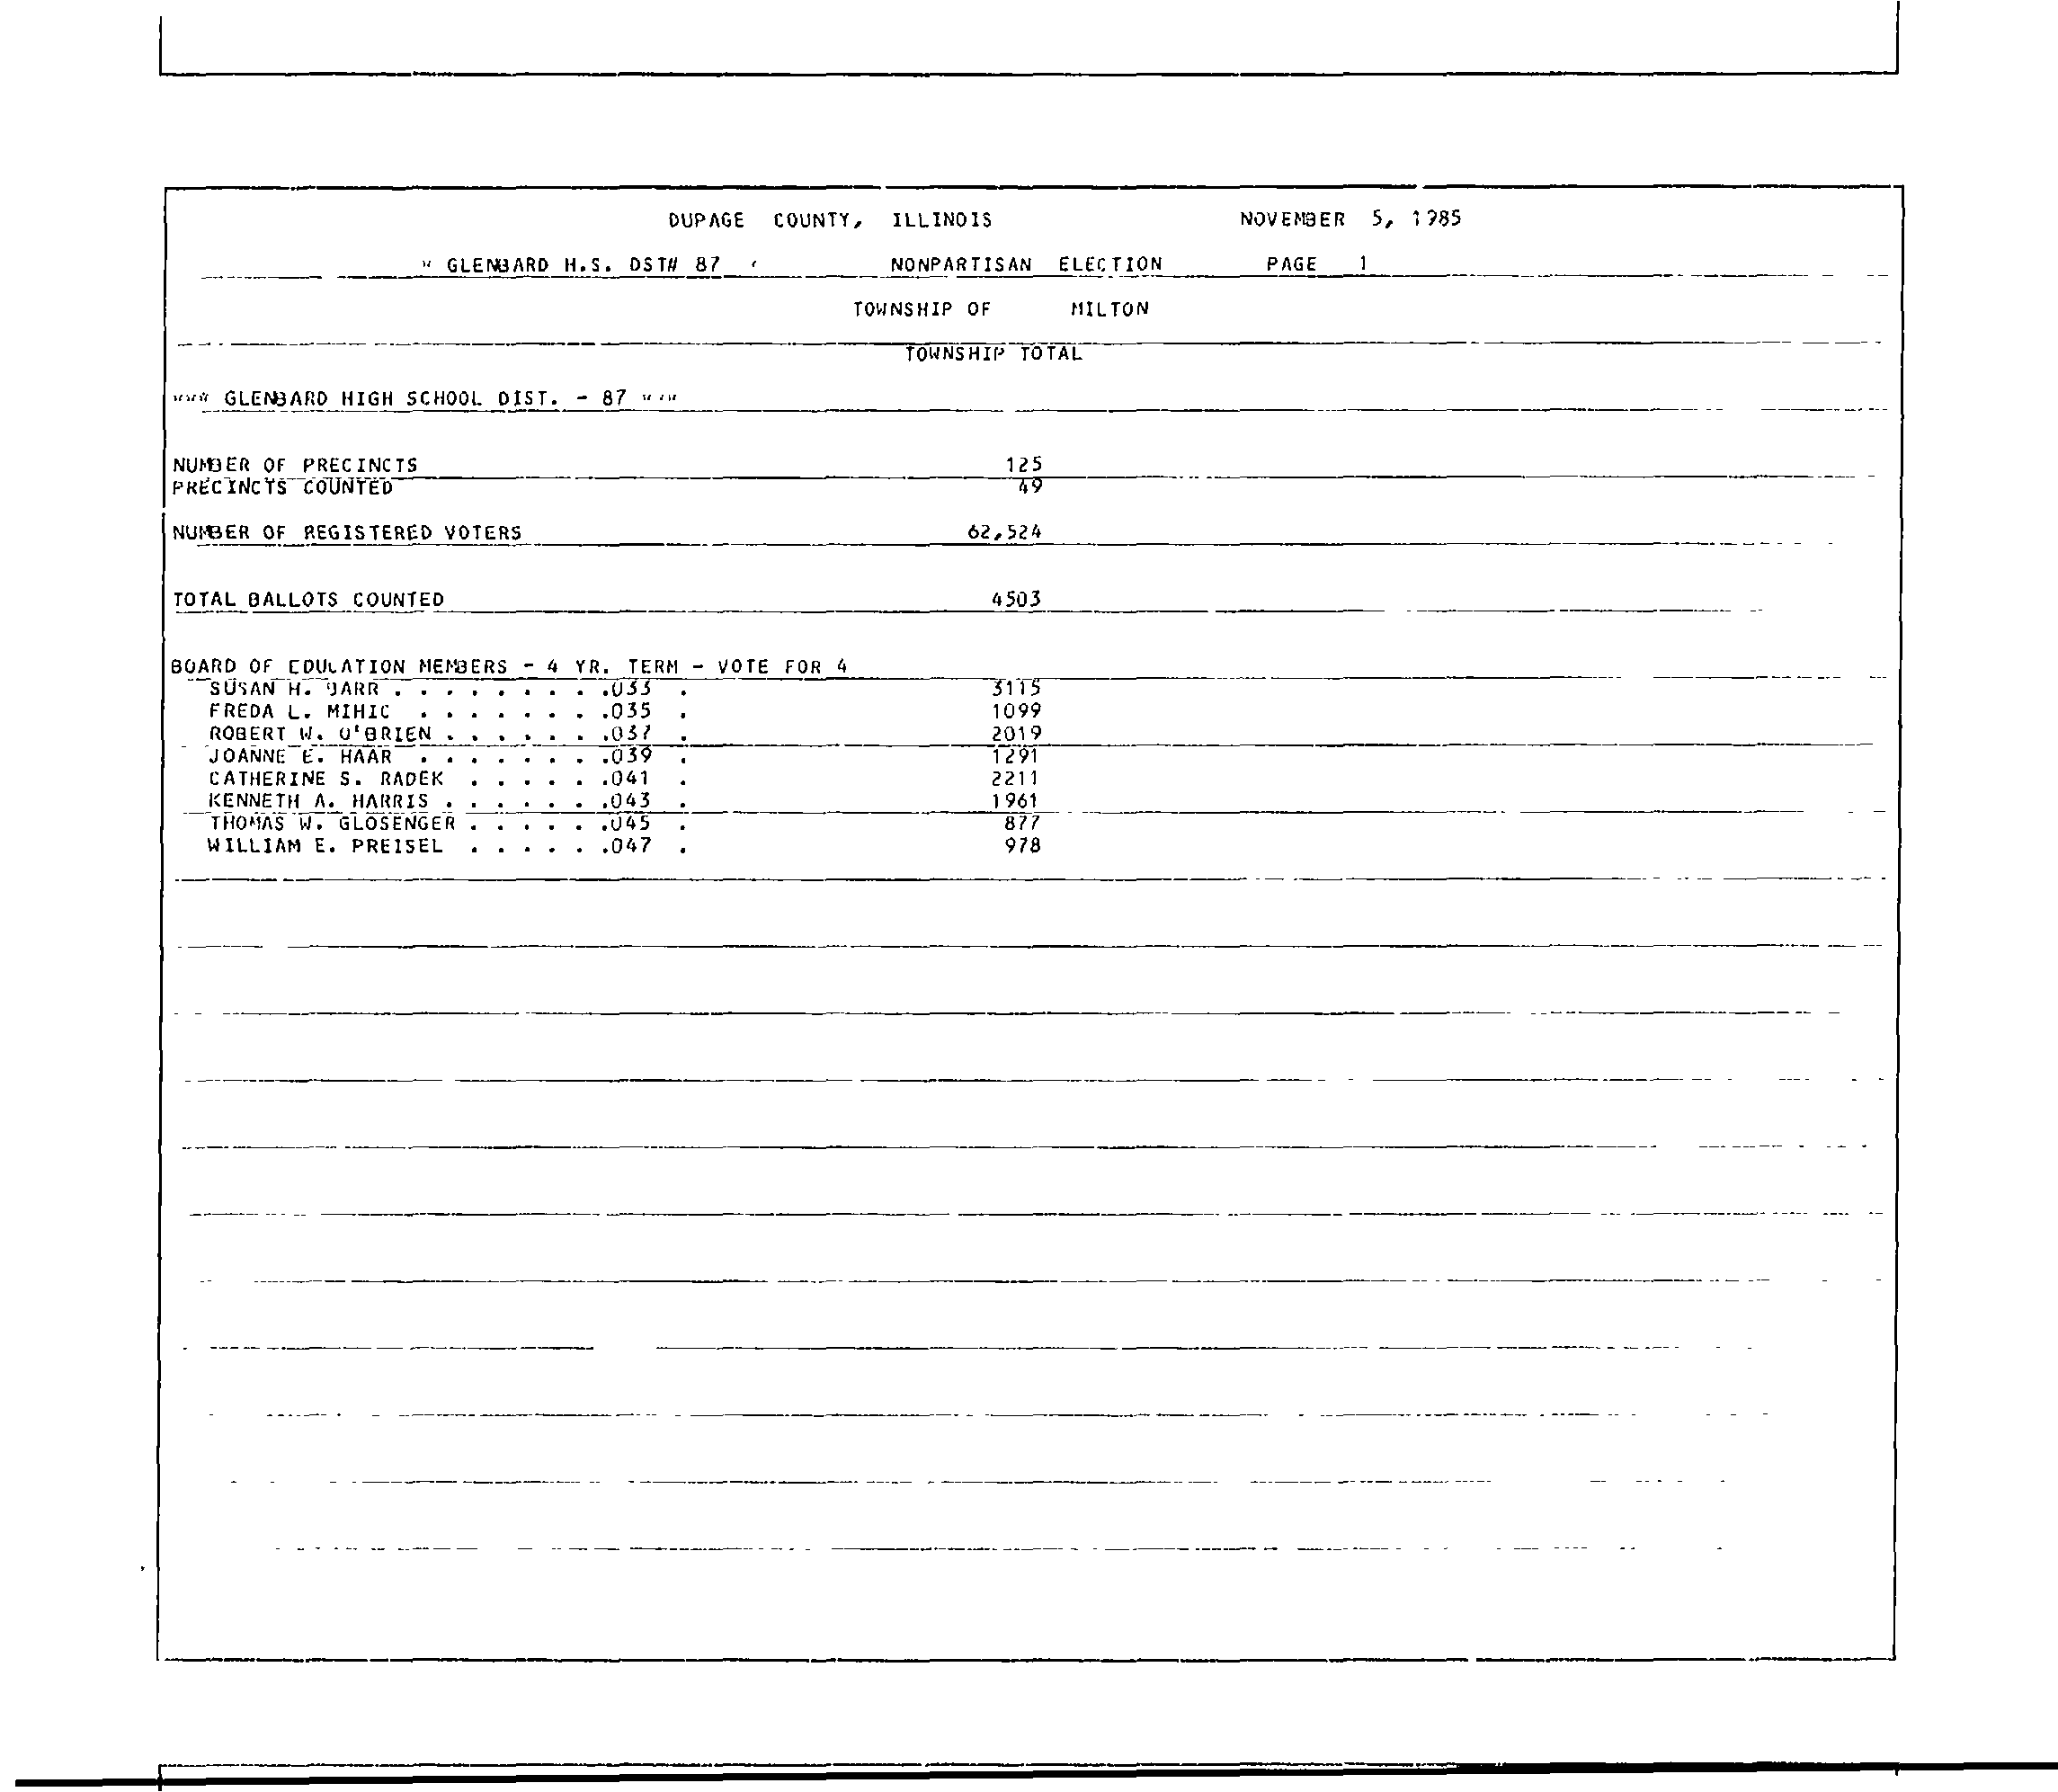 DUPAGE COUNTY, ILLINOIS NOVEMBER 5, 1985
GLENBARD H.S. DST# 87 NONPARTISAN ELECTION PAGE 1
TOWNSHIP OF MILTON
TOWNSHIP TOTAL
*** GLENBARD HIGH SCHOOL DIST. - 87 ***
NUMBER OF PRECINCTS 125
PRECINCTS COUNTED 49
NUMBER OF REGISTERED VOTERS 62,524
TOTAL BALLOTS COUNTED 4503
BOARD OF EDUCATION MEMBERS - 4 YR. TERM - VOTE FOR 4
SUSAN H. . . . . . . . . .033 . 3115
FREDA L. MIHIC . . . . . . . .035 . 1099
ROBERT W. O'BRIEN . . . . . . .037 . 2019
JOANNE E. HAAR . . . . . . . .039 . 1291
CATHERINE S. RADEK . . . . . .041 . 2211
KENNETH A. HARRIS . . . . . . .043 . 1961
THOMAS W. GLOSENGER . . . . . .045 . 877
WILLIAM E. PREISEL . . . . . .047 . 978